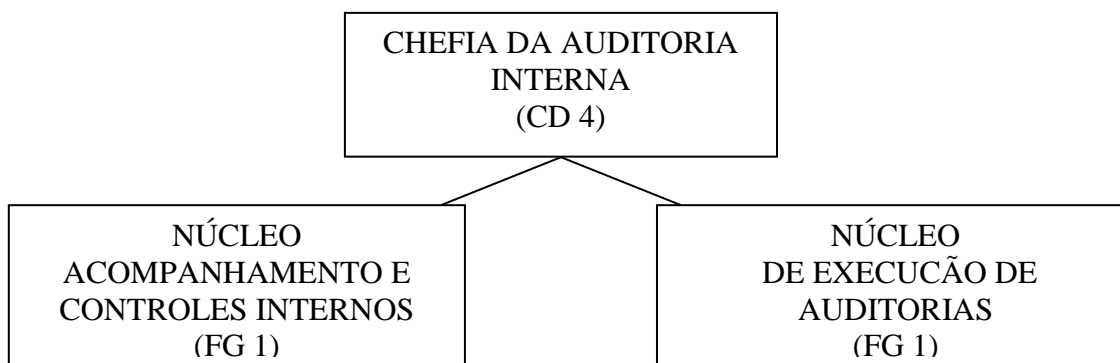 CHEFIA DA AUDITORIA
INTERNA
(CD 4)
NÚCLEO
ACOMPANHAMENTO E
CONTROLES INTERNOS
(FG 1)
NÚCLEO
DE EXECUCÃO DE
AUDITORIAS
(FG 1)